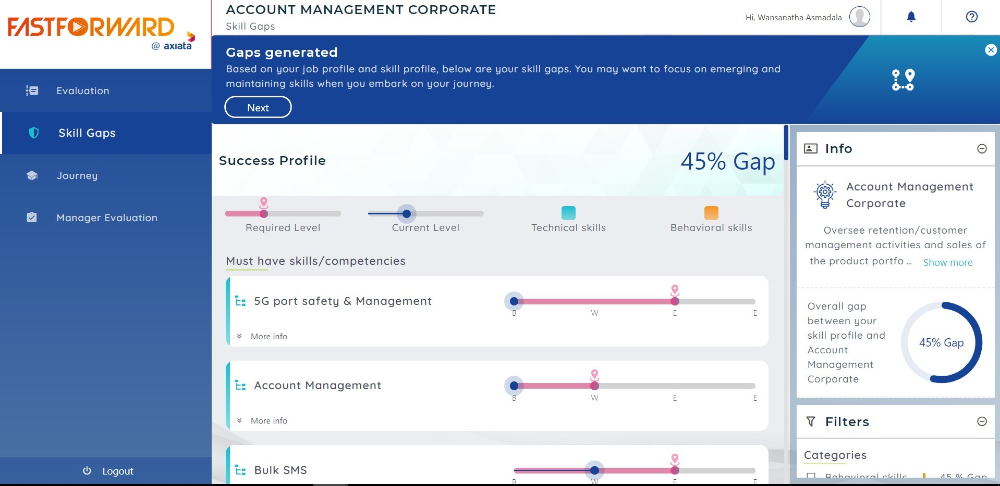 FASTFORWARD
@ axiata
Evaluation
Skill Gaps
Journey
Manager Evaluation
Logout
ACCOUNT MANAGEMENT CORPORATE
Skill Gaps
Hi, Wansanatha Asmadala
Gaps generated
Based on your job profile and skill profile, below are your skill gaps. You may want to focus on emerging and
maintaining skills when you embark on your journey.
Next
Success Profile
45% Gap
Required Level
Current Level
Technical skills
Behavioral skills
Must have skills/competencies
5G port safety & Management
B W E E
More info
Account Management
B W E E
More info
Bulk SMS
B W E E
Info
Account Management
Corporate
Oversee retention/customer
management activities and sales of
the product portfo ... Show more
Overall gap
between your
skill profile and
Account
Management
Corporate
45% Gap
Filters
Categories
Behavioral skills 45 % Gap